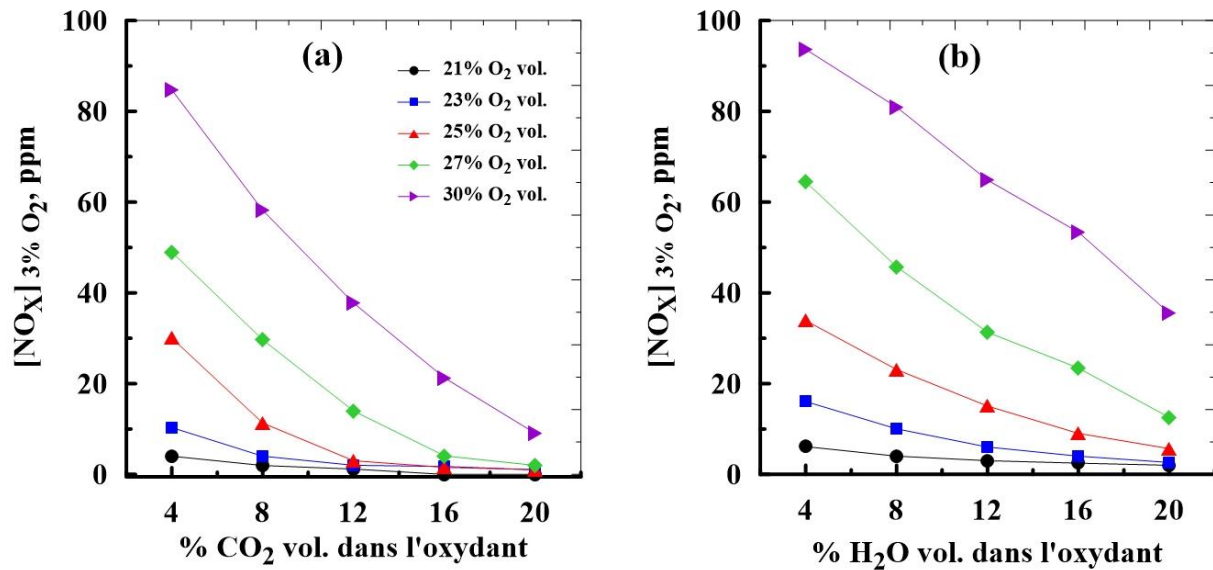 (a)
[NOX] 3% O2, ppm
100
80
60
40
20
0
21% O2 vol.
23% O2 vol.
25% O2 vol.
27% O2 vol.
30% O2 vol.
4 8 12 16 20
% CO2 vol. dans l'oxydant
(b)
[NOX] 3% O2, ppm
100
80
60
40
20
0
4 8 12 16 20
% H2O vol. dans l'oxydant